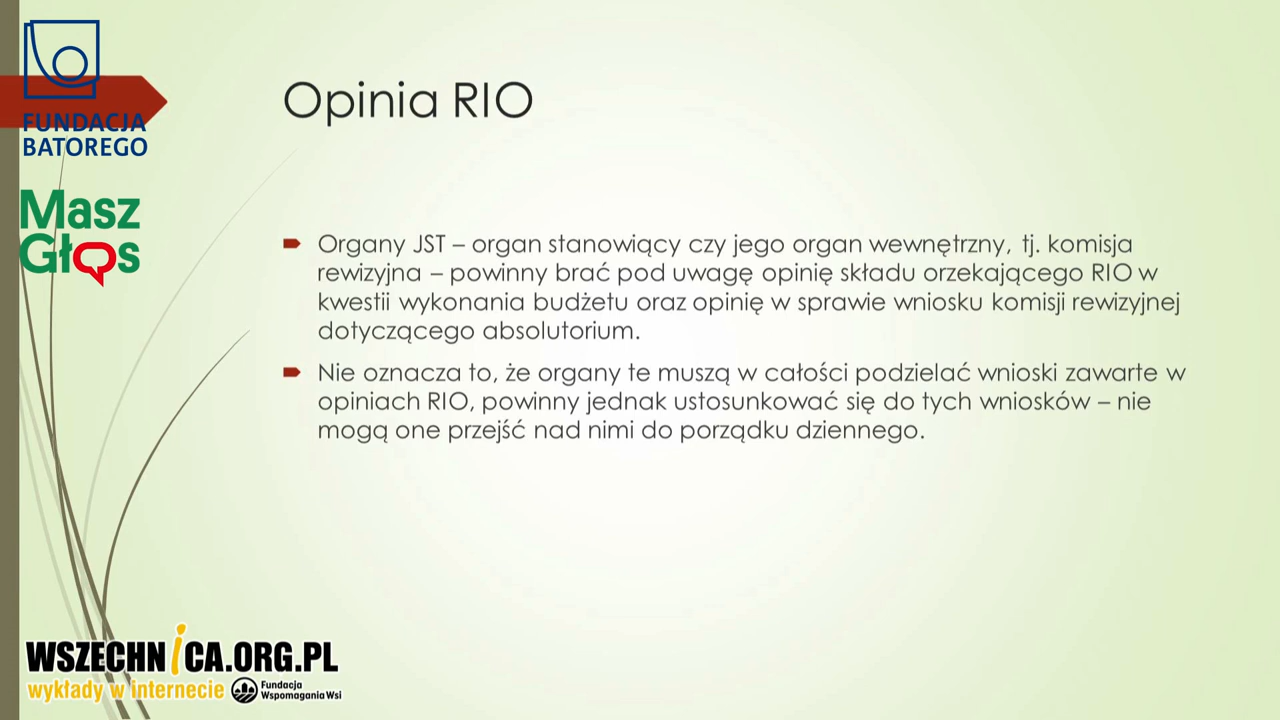 FUNDACJA
BATOREGO
Masz
Głos
Opinia RIO
Organy JST – organ stanowiący czy jego organ wewnętrzny, tj. komisja
rewizyjna – powinny brać pod uwagę opinię składu orzekającego RIO w
kwestii wykonania budżetu oraz opinię w sprawie wniosku komisji rewizyjnej
dotyczącego absolutorium.
Nie oznacza to, że organy te muszą w całości podzielać wnioski zawarte w
opiniach RIO, powinny jednak ustosunkować się do tych wniosków – nie
mogą one przejść nad nimi do porządku dziennego.
WSZECHNiCA.ORG.PL
wykłady w internecie
Fundacja
Wspomagania Wsi